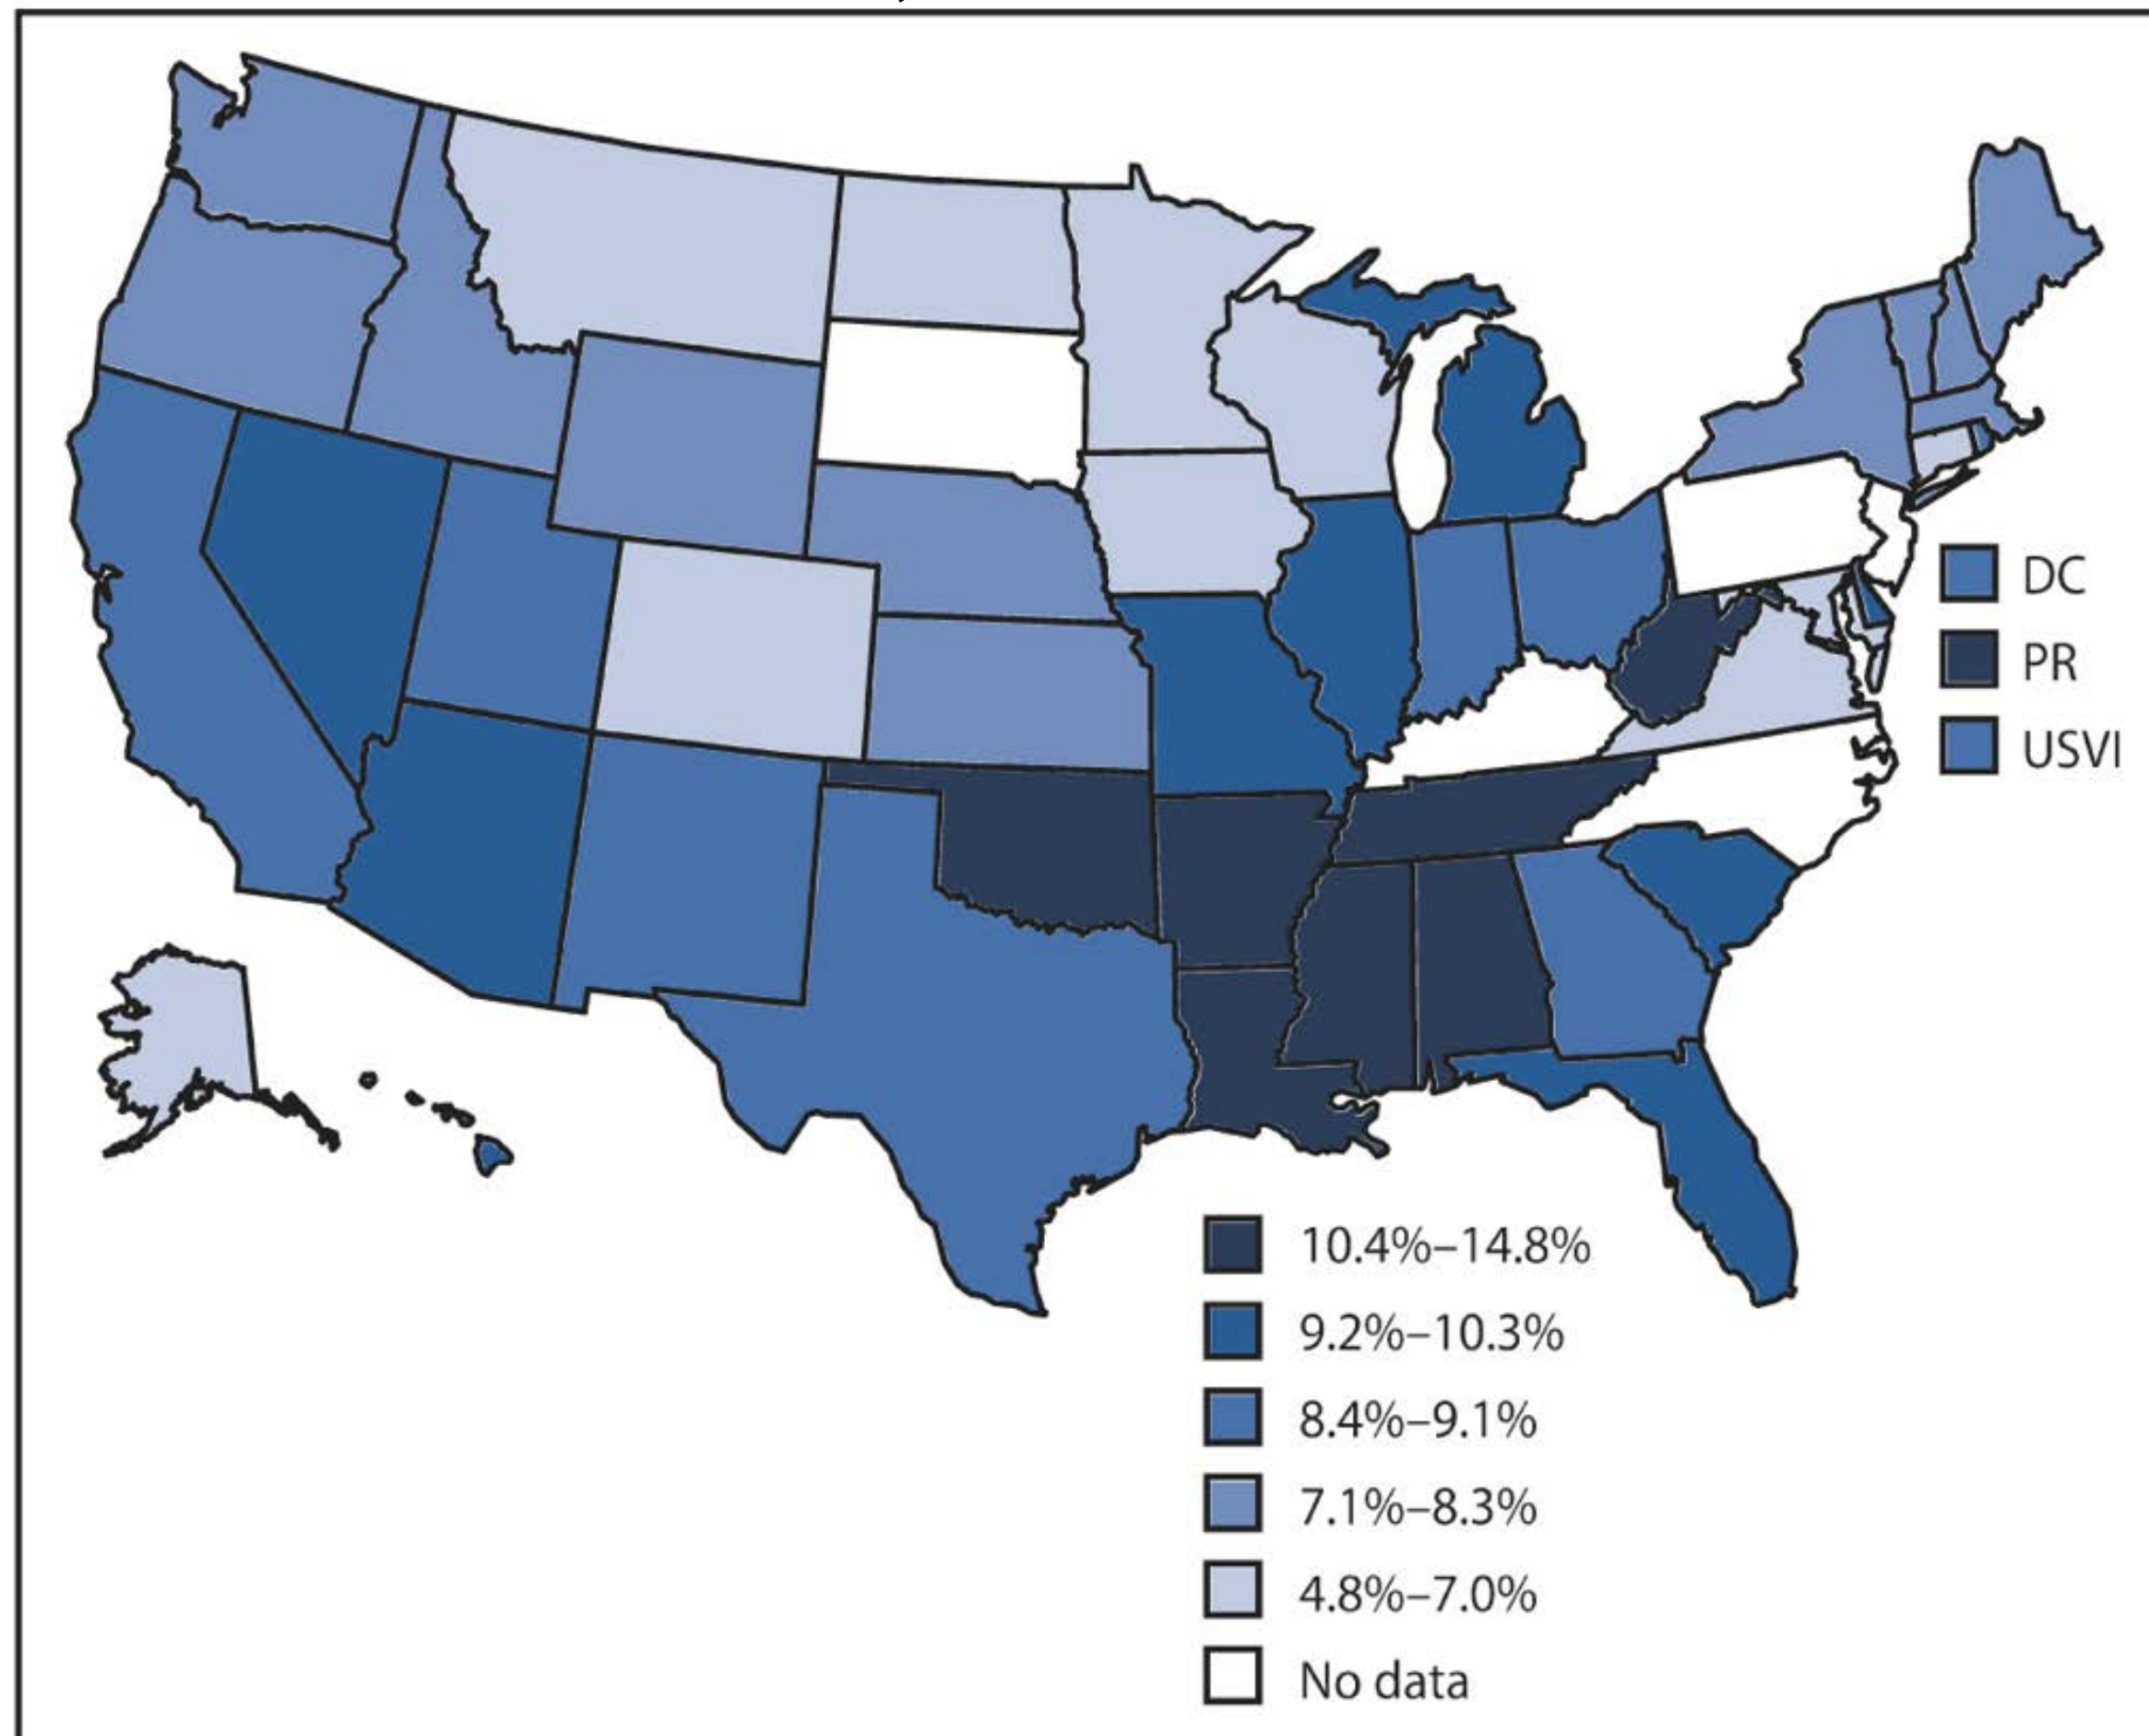 DC
PR
USVI
10.4%–14.8%
9.2%–10.3%
8.4%–9.1%
7.1%–8.3%
4.8%–7.0%
No data